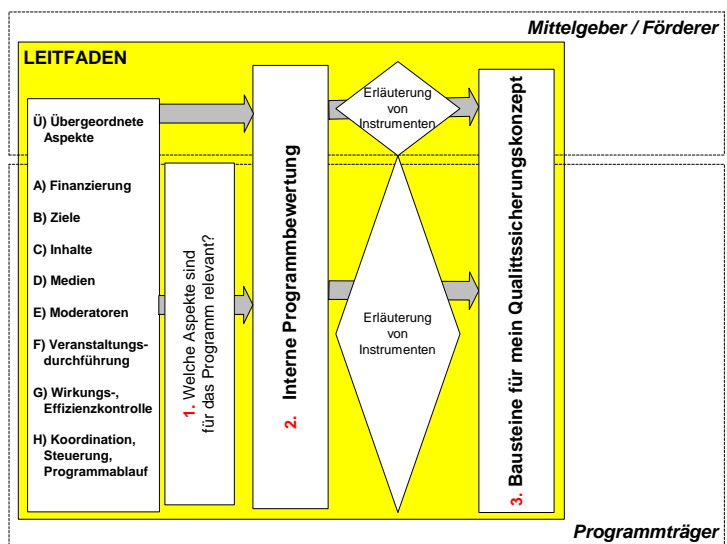 Mittelgeber / Förderer
LEITFADEN
Ü) Übergeordnete
Aspekte
A) Finanzierung
B) Ziele
C) Inhalte
D) Medien
E) Moderatoren
F) Veranstaltungs-
durchführung
G) Wirkungs-,
Effizienzkontrolle
H) Koordination,
Steuerung,
Programmablauf
1. Welche Aspekte sind
für das Programm relevant?
2. Interne Programmbewertung
Erläuterung
von
Instrumenten
Erläuterung
von
Instrumenten
3. Bausteine für mein Qualittssicherungskonzept
Programmträger